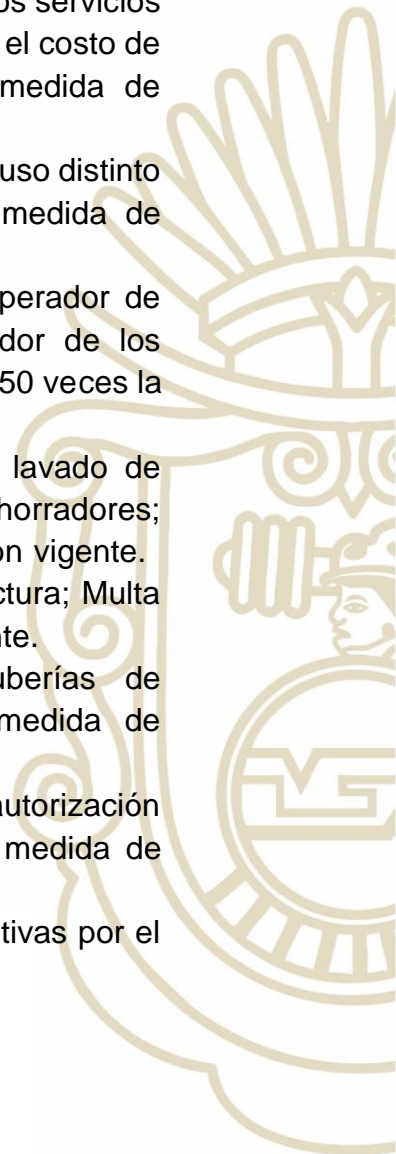 os servicios
el costo de
medida de
uso distinto
medida de
perador de
dor de los
50 veces la
lavado de
horradores;
on vigente.
ctura; Multa
nte.
uberías de
medida de
autorización
medida de
tivas por el